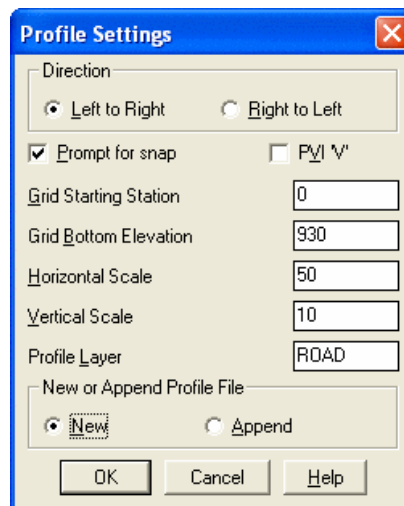 Profile Settings
Direction
Left to Right Right to Left
Prompt for snap PVI 'V'
Grid Starting Station 0
Grid Bottom Elevation 930
Horizontal Scale 50
Vertical Scale 10
Profile Layer ROAD
New or Append Profile File
New Append
OK Cancel Help